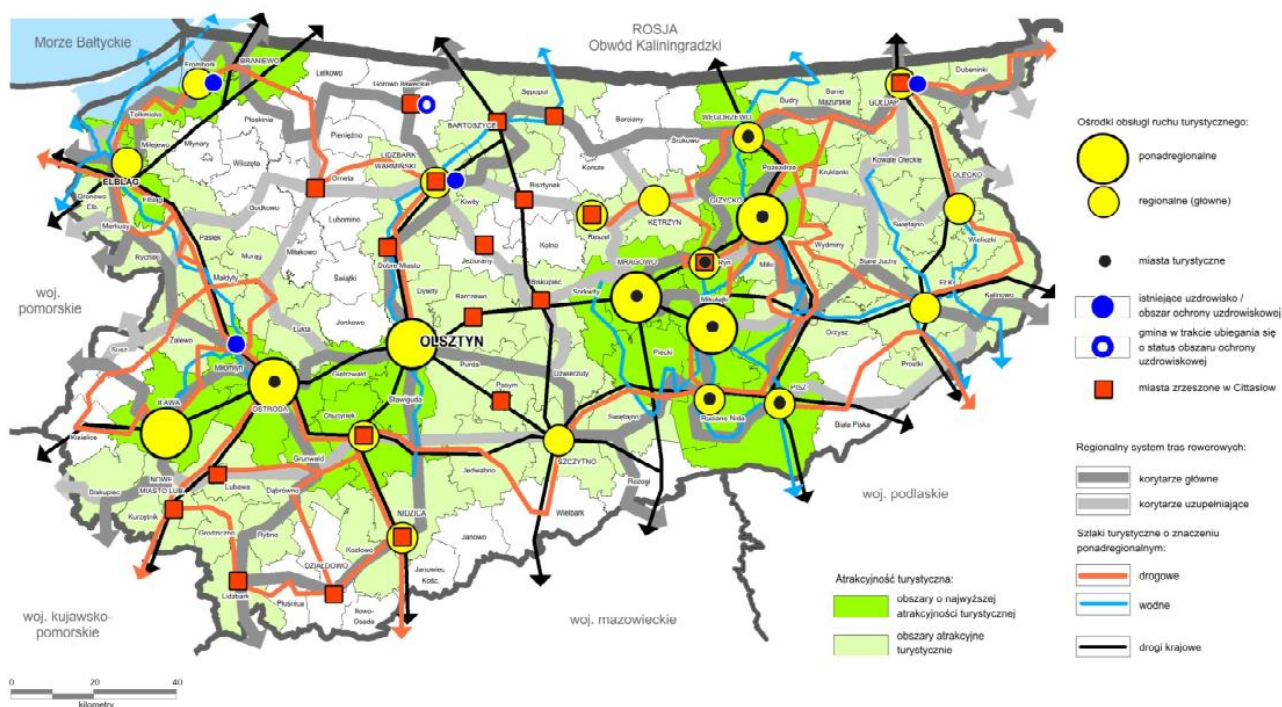 Morze Bałtyckie
ROSJA
Obwód Kaliningradzki
Frombork
BRANIEWO
Lelkowo
Górowo Iławeckie
Sępopol
Dubeninki
Banie
Mazurskie
GOŁDAP
Budry
WĘGORZEWO
Tolkmicko
Płoskinia
Pieniężno
BARTOSZYCE
Barciany
Srokowo
Młynary
Milejewo
Wilczęta
LIDZBARK
WARMIŃSKI
Korsze
Pozezdrze
Kruklanki
Kowale Oleckie
ELBLĄG
Orneta
Kiwity
Bisztynek
OLECKO
Gronowo
Elb.
Elbląg
Godkowo
Lubomino
Reszel
KĘTRZYN
GIŻYCKO
Świętajno
Markusy
Pasłęk
Kolno
Wydminy
Wieliczki
Rychliki
Miłakowo
Morąg
Dobre Miasto
Jeziorany
MRĄGOWO
Ryn
Miłki
Stare Juchy
Małdyty
Świątki
Dywity
Barczewo
Biskupiec
Sorkwity
Mikołajki
EŁK
Kalinowo
woj.
pomorskie
Łukta
Jonkowo
Orzysz
Susz
Zalewo
Miłomłyn
OLSZTYN
Gietrzwałd
Purda
Dźwierzuty
Piecki
Prostki
Pasym
IŁAWA
OSTRÓDA
Olsztynek
Stawiguda
Świętajno
Ruciane Nida
PISZ
Biała Piska
Kisielice
Grunwald
SZCZYTNO
Jedwabno
Rozogi
NOWE
MIASTO LUB.
Biskupiec
Lubawa
Dąbrówno
Wielbark
woj. podlaskie
Kurzętnik
NIDZICA
Grodziczno
Rybno
Kozłowo
Janowo
DZIAŁDOWO
Janowiec
Kość.
Lidzbark
Płośnica
Iłowo-
Osada
woj. kujawsko-
pomorskie
woj. mazowieckie
0 20 40
kilometry
Atrakcyjność turystyczna:
obszary o najwyższej
atrakcyjności turystycznej
obszary atrakcyjne
turystycznie
Ośrodki obsługi ruchu turystycznego:
ponadregionalne
regionalne (główne)
miasta turystyczne
istniejące uzdrowisko /
obszar ochrony uzdrowiskowej
gmina w trakcie ubiegania się
o status obszaru ochrony
uzdrowiskowej
miasta zrzeszone w Cittaslow
Regionalny system tras rowerowych:
korytarze główne
korytarze uzupełniające
Szlaki turystyczne o znaczeniu
ponadregionalnym:
drogowe
wodne
drogi krajowe